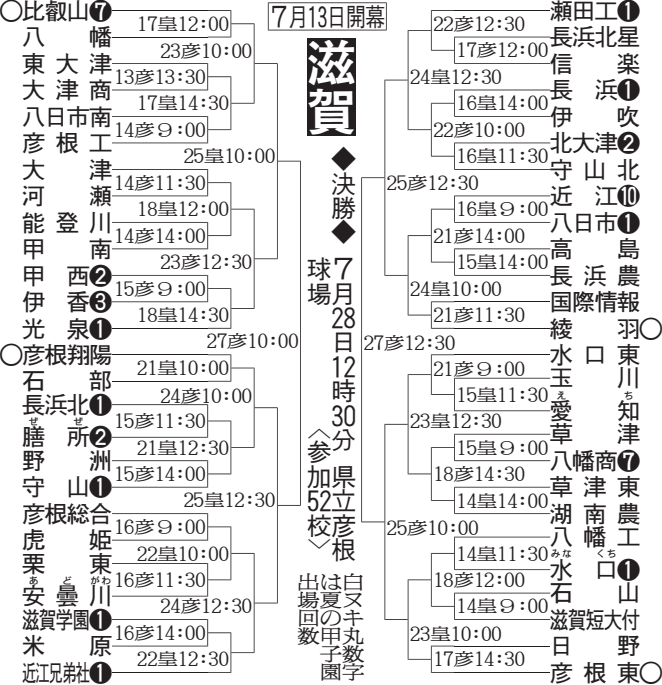 7月13日開幕
滋賀
◆決勝◆
7月28日12時30分 県立彦根
球場 〈参加52校〉
白ヌキ丸数字
は夏の甲子園
出場回数
○比叡山❼
八幡
東大津
大津商
八日市南
彦根工
大津
河瀬
能登川
甲南
甲西❷
伊香❸
光泉❶
○彦根翔陽
石部
長浜北❶
ぜぜ
膳所❷
野洲
守山❶
彦根総合
虎姫
栗東
あどがわ
安曇川
滋賀学園❶
米原
近江兄弟社❶
17皇12:00
23彦10:00
13彦13:30
17皇14:30
14彦9:00
25皇10:00
14彦11:30
18皇12:00
14彦14:00
23彦12:30
15彦9:00
18皇14:30
27彦10:00
21皇10:00
24彦10:00
15彦11:30
21皇12:30
15彦14:00
25皇12:30
16彦9:00
22皇10:00
16彦11:30
24彦12:30
16彦14:00
22皇12:30
瀬田工❶
長浜北星
信楽
長浜❶
伊吹
北大津❷
守山北
近江❿
八日市❶
高島
長浜農
国際情報
綾羽○
水口東
玉川
えち
愛知
草津
八幡商❼
草津東
湖南農
八幡工
みなくち
水口❶
石山
滋賀短大付
日野
彦根東○
22彦12:30
17彦12:00
24皇12:30
16皇14:00
22彦10:00
16皇11:30
25彦12:30
16皇9:00
21彦14:00
15皇14:00
24皇10:00
21彦11:30
27彦12:30
21彦9:00
15皇11:30
23皇12:30
15皇9:00
18彦14:30
14皇14:00
25彦10:00
14皇11:30
18彦12:00
14皇9:00
23皇10:00
17彦14:30